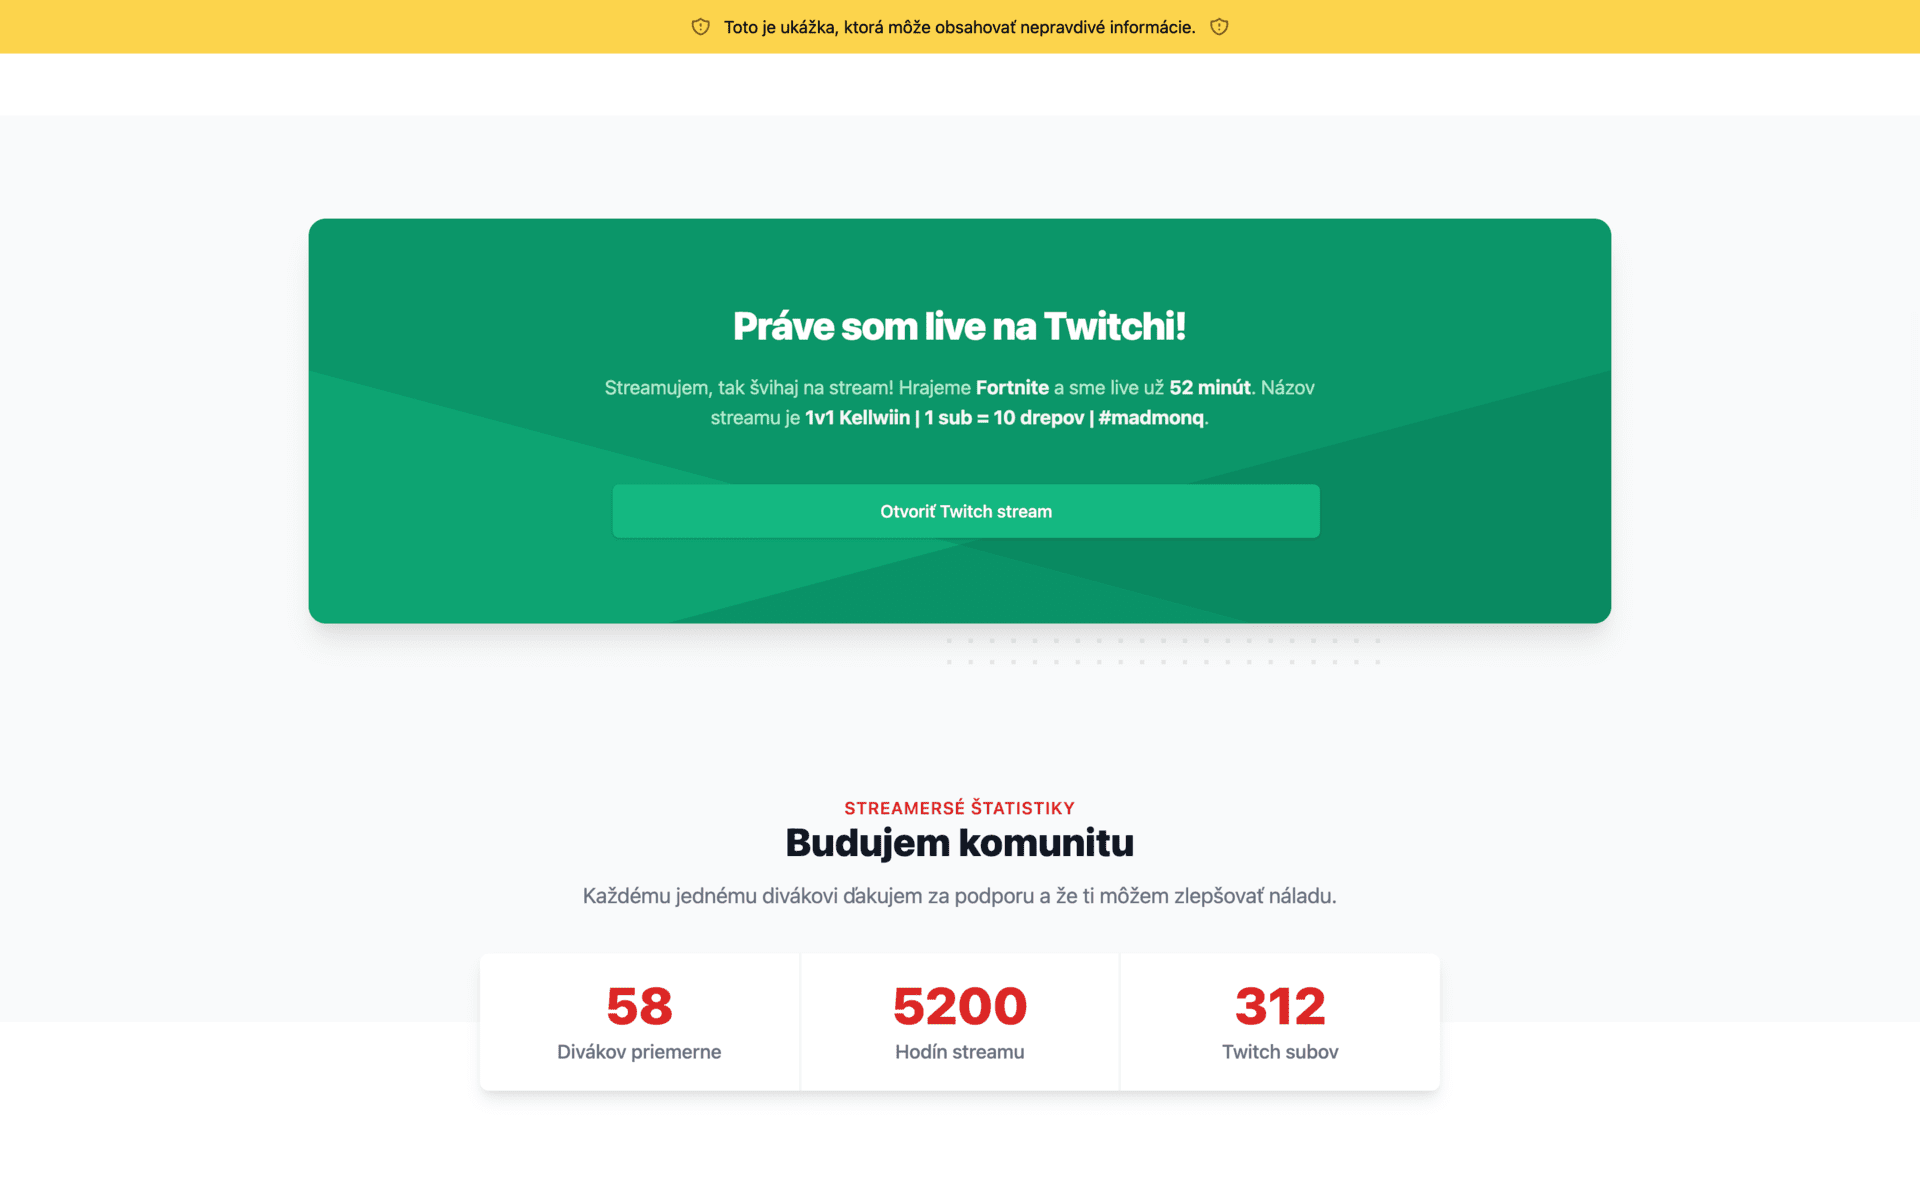 Toto je ukážka, ktorá môže obsahovať nepravdivé informácie.
Práve som live na Twitchi!
Streamujem, tak švihaj na stream! Hrajeme Fortnite a sme live už 52 minút. Názov
streamu je 1v1 Kellwiin | 1 sub = 10 drepov | #madmonq.
Otvoriť Twitch stream
STREAMERSÉ ŠTATISTIKY
Budujem komunitu
Každému jednému divákovi ďakujem za podporu a že ti môžem zlepšovať náladu.
58
Divákov priemerne
5200
Hodín streamu
312
Twitch subov